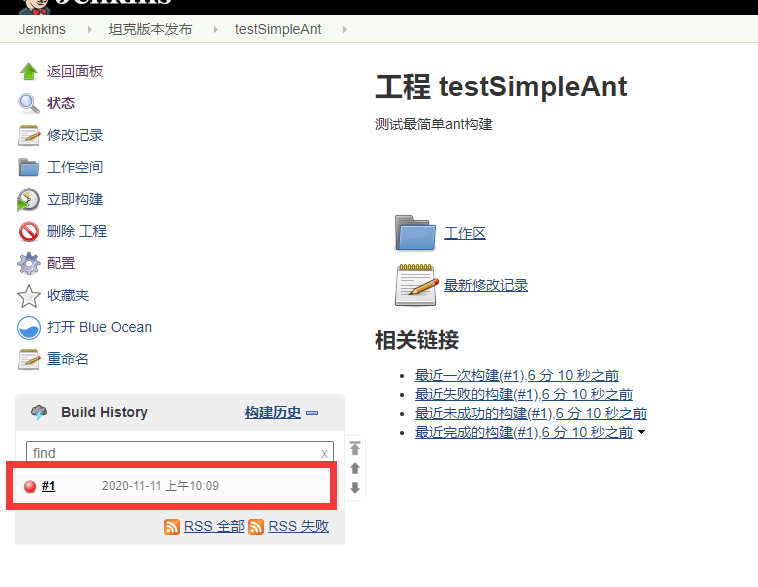 Jenkins
Jenkins 坦克版本发布 testSimpleAnt
返回面板
状态
修改记录
工作空间
立即构建
删除 工程
配置
收藏夹
打开 Blue Ocean
重命名
Build History 构建历史
find x
#1 2020-11-11 上午10:09
RSS 全部 RSS 失败
工程 testSimpleAnt
测试最简单ant构建
工作区
最新修改记录
相关链接
最近一次构建(#1),6 分 10 秒之前
最近失败的构建(#1),6 分 10 秒之前
最近未成功的构建(#1),6 分 10 秒之前
最近完成的构建(#1),6 分 10 秒之前